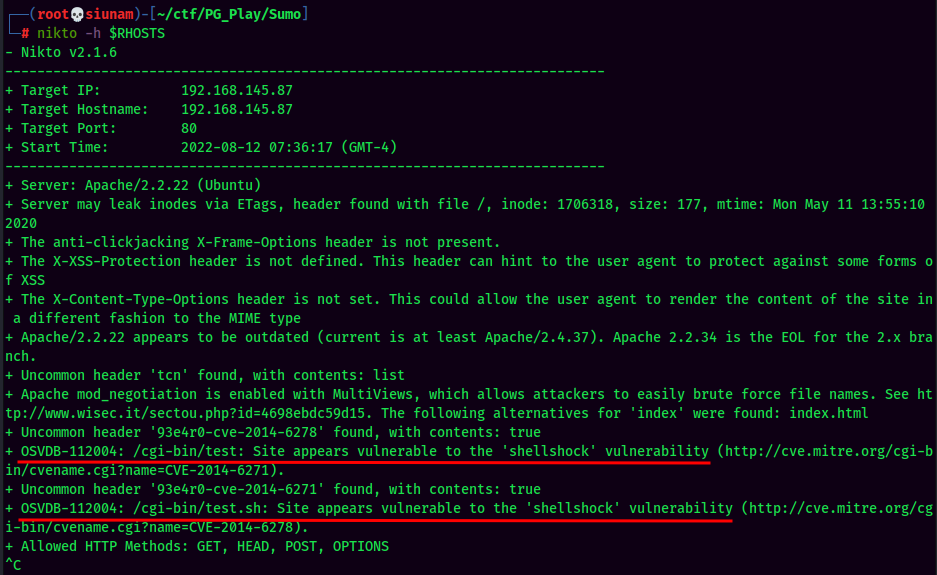 ┌──(root💀siunam)-[~/ctf/PG_Play/Sumo]
└─# nikto -h $RHOSTS
- Nikto v2.1.6
---------------------------------------------------------------------------
+ Target IP:          192.168.145.87
+ Target Hostname:    192.168.145.87
+ Target Port:        80
+ Start Time:         2022-08-12 07:36:17 (GMT-4)
---------------------------------------------------------------------------
+ Server: Apache/2.2.22 (Ubuntu)
+ Server may leak inodes via ETags, header found with file /, inode: 1706318, size: 177, mtime: Mon May 11 13:55:10
2020
+ The anti-clickjacking X-Frame-Options header is not present.
+ The X-XSS-Protection header is not defined. This header can hint to the user agent to protect against some forms o
f XSS
+ The X-Content-Type-Options header is not set. This could allow the user agent to render the content of the site in
 a different fashion to the MIME type
+ Apache/2.2.22 appears to be outdated (current is at least Apache/2.4.37). Apache 2.2.34 is the EOL for the 2.x bra
nch.
+ Uncommon header 'tcn' found, with contents: list
+ Apache mod_negotiation is enabled with MultiViews, which allows attackers to easily brute force file names. See ht
tp://www.wisec.it/sectou.php?id=4698ebdc59d15. The following alternatives for 'index' were found: index.html
+ Uncommon header '93e4r0-cve-2014-6278' found, with contents: true
+ OSVDB-112004: /cgi-bin/test: Site appears vulnerable to the 'shellshock' vulnerability (http://cve.mitre.org/cgi-b
in/cvename.cgi?name=CVE-2014-6271).
+ Uncommon header '93e4r0-cve-2014-6271' found, with contents: true
+ OSVDB-112004: /cgi-bin/test.sh: Site appears vulnerable to the 'shellshock' vulnerability (http://cve.mitre.org/cg
i-bin/cvename.cgi?name=CVE-2014-6278).
+ Allowed HTTP Methods: GET, HEAD, POST, OPTIONS
^C